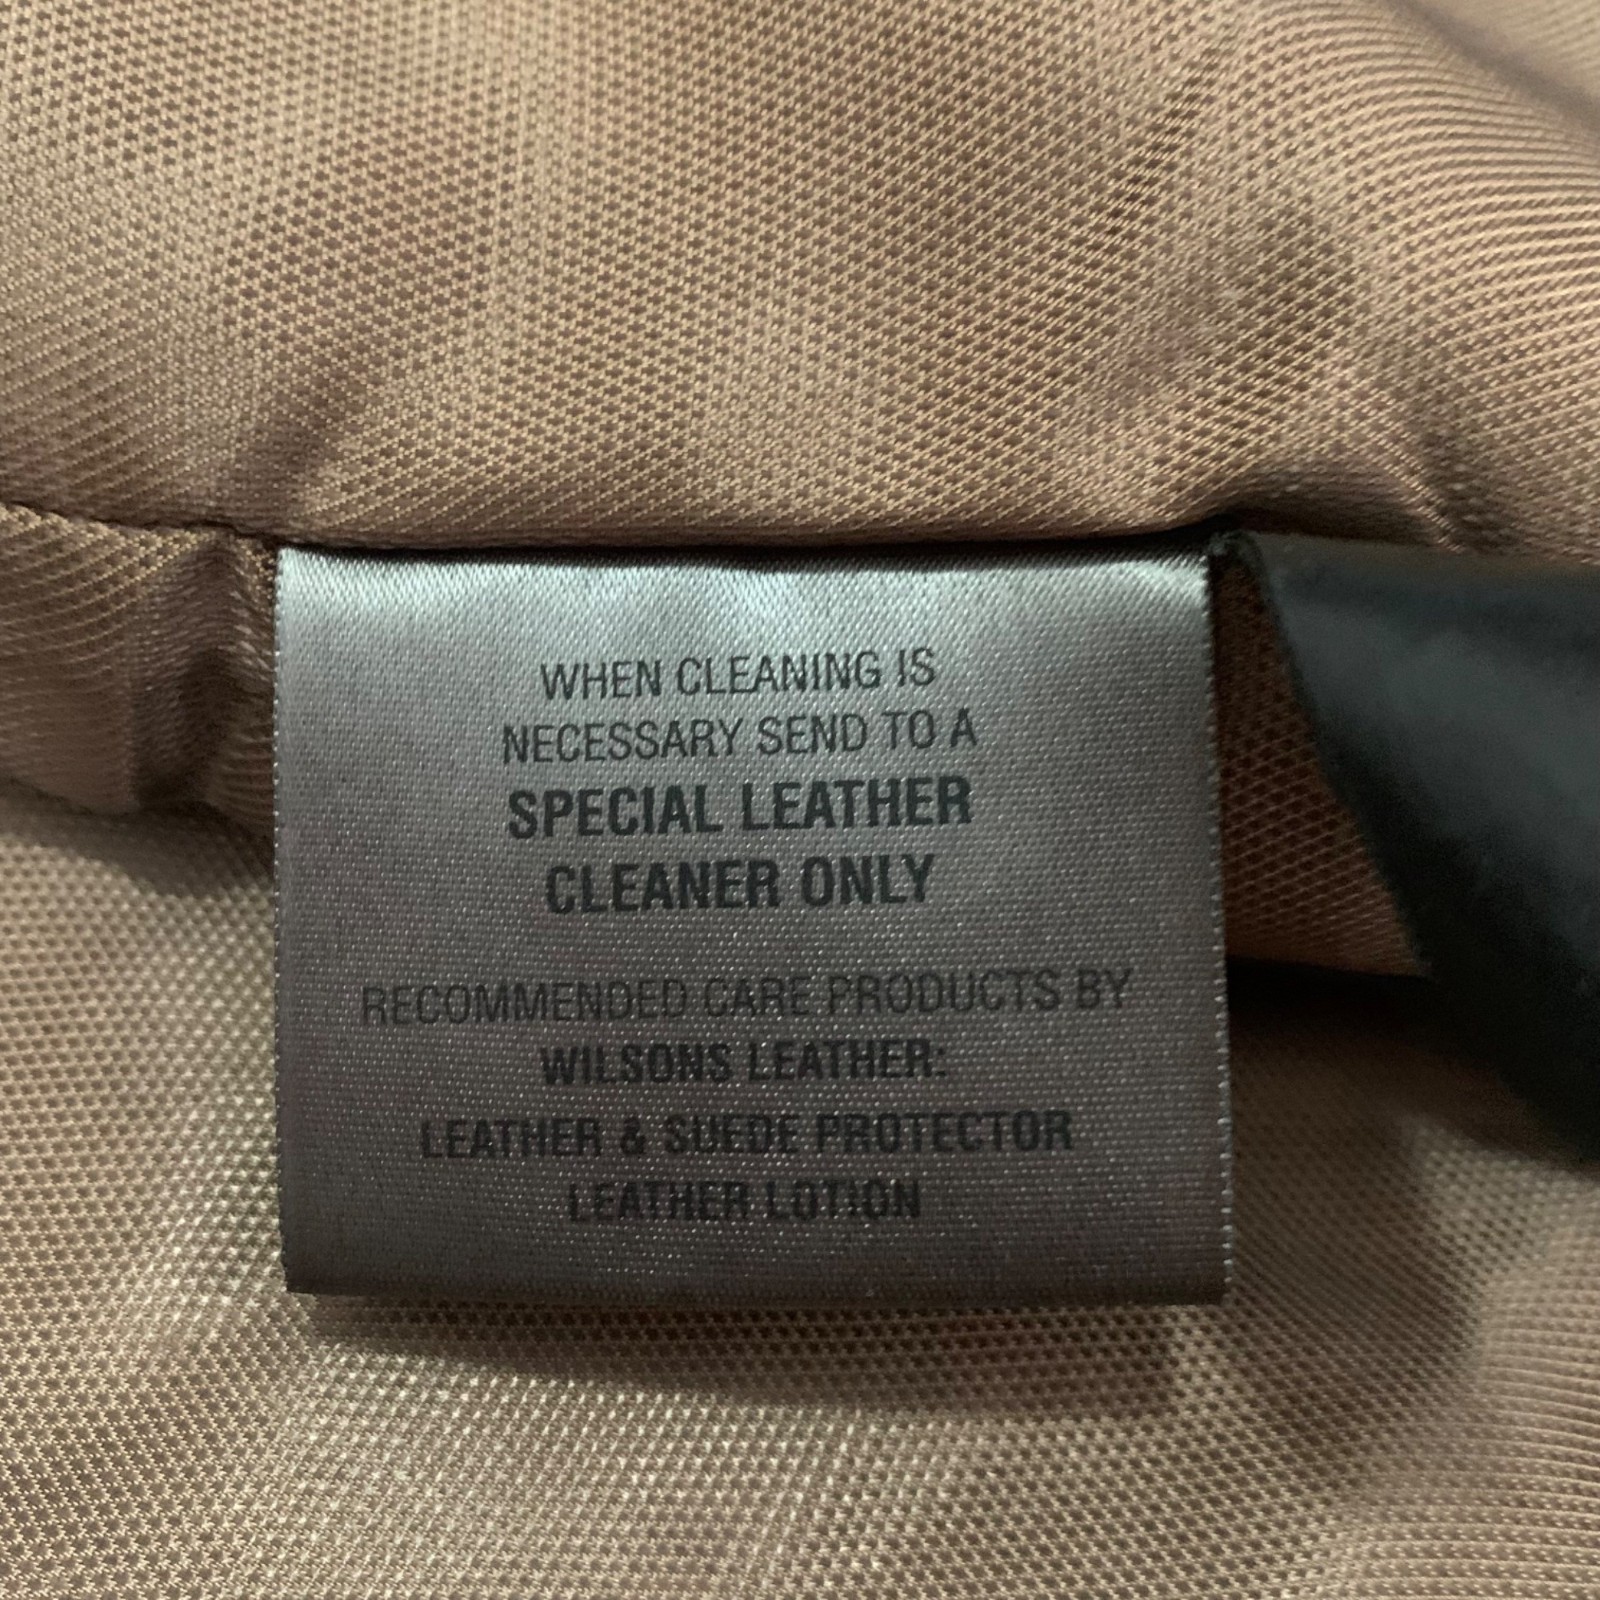 WHEN CLEANING IS
NECESSARY SEND TO A
SPECIAL LEATHER
CLEANER ONLY
RECOMMENDED CARE PRODUCTS BY
WILSONS LEATHER:
LEATHER & SUEDE PROTECTOR
LEATHER LOTION